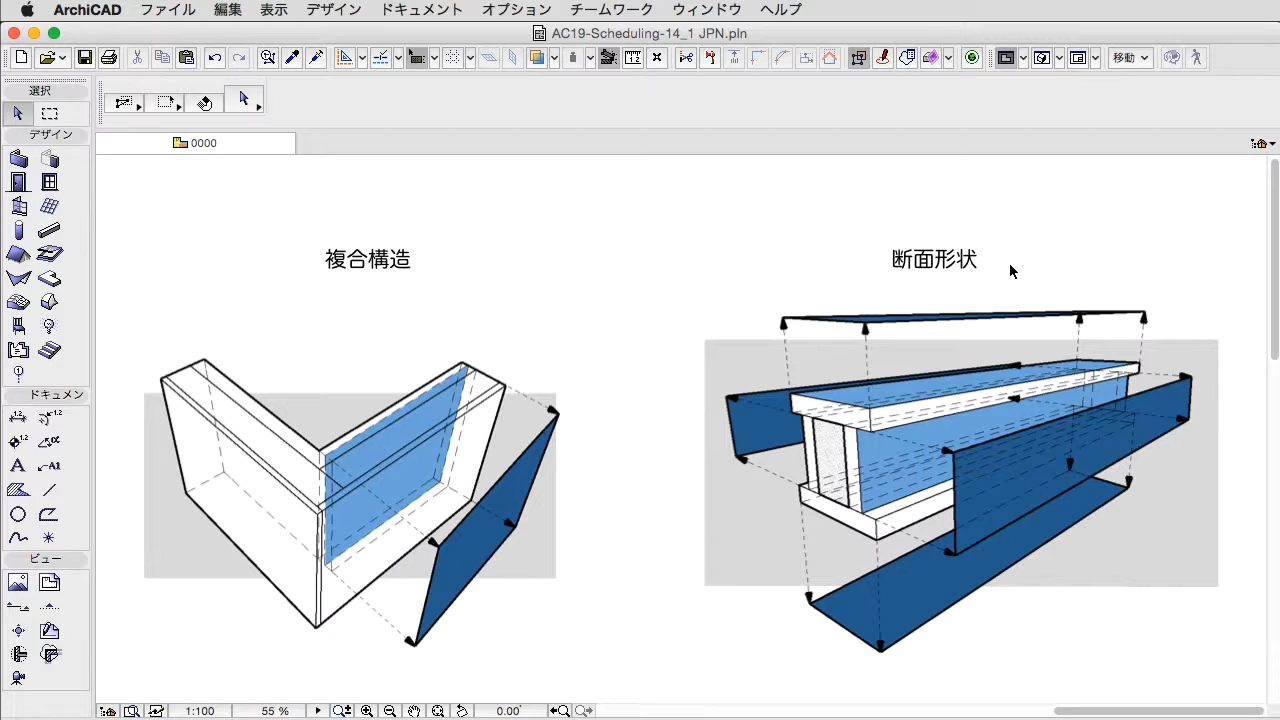 ArchiCAD ファイル 編集 表示 デザイン ドキュメント オプション チームワーク ウィンドウ ヘルプ
AC19-Scheduling-14_1 JPN.pln
移動
選択
デザイン
0000
複合構造
断面形状
ドキュメン
A
A1
ビュー
1:100
55 %
0.00°